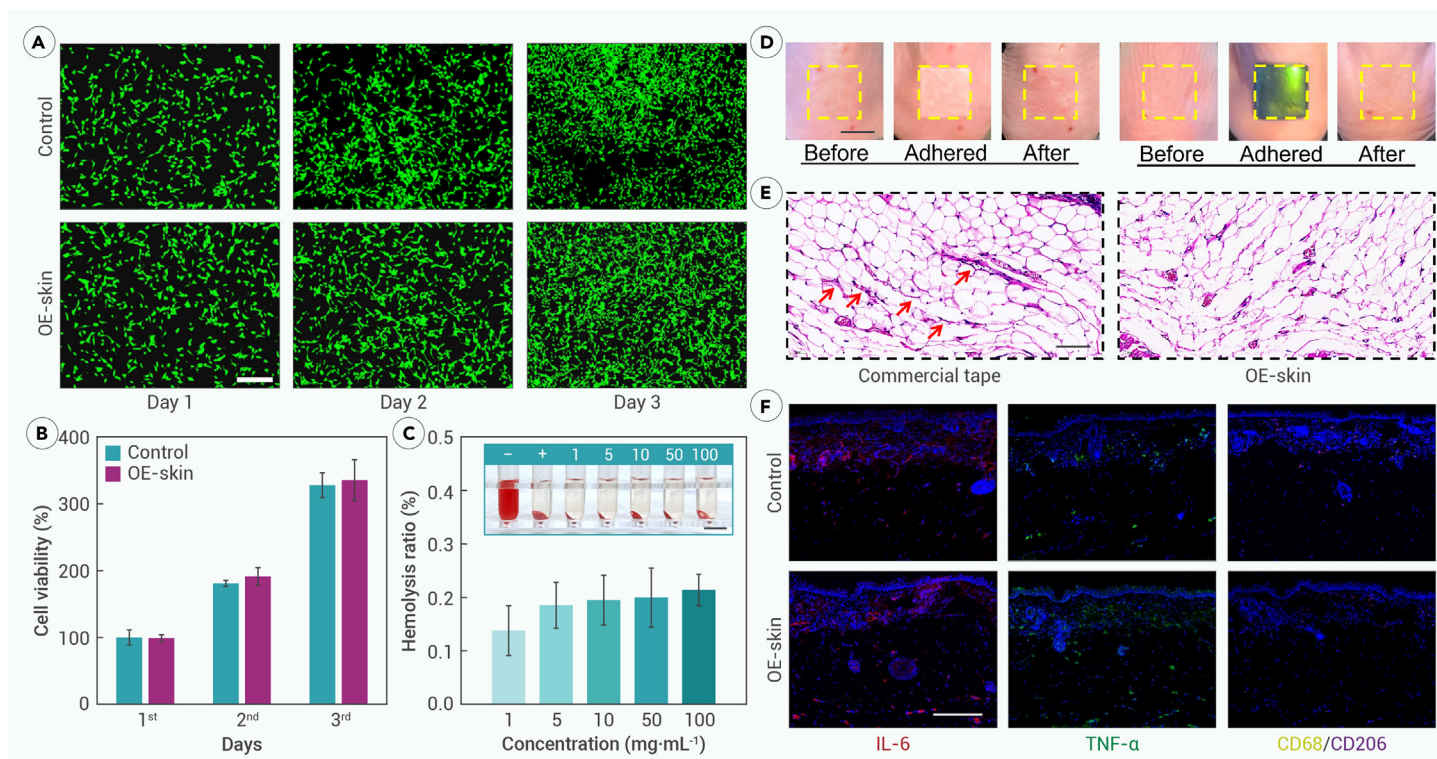 A
Control
OE-skin
Day 1
Day 2
Day 3
B
Cell viability (%)
400
300
200
100
0
Control
OE-skin
1st
2nd
3rd
Days
C
Hemolysis ratio (%)
0.5
0.4
0.3
0.2
0.1
0.0
− + 1 5 10 50 100
1 5 10 50 100
Concentration (mg·mL-1)
D
Before Adhered After
Before Adhered After
E
Commercial tape
OE-skin
F
Control
OE-skin
IL-6
TNF-α
CD68/CD206